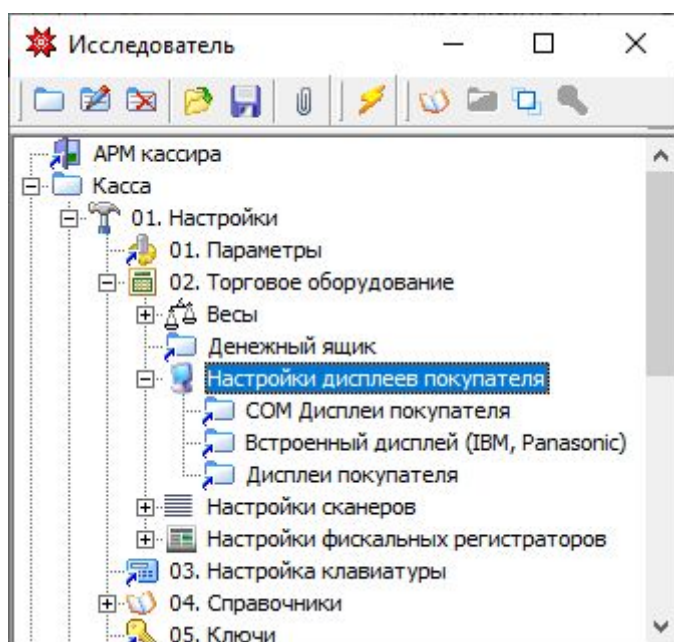 Исследователь
АРМ кассира
Касса
01. Настройки
01. Параметры
02. Торговое оборудование
Весы
Денежный ящик
Настройки дисплеев покупателя
COM Дисплеи покупателя
Встроенный дисплей (IBM, Panasonic)
Дисплеи покупателя
Настройки сканеров
Настройки фискальных регистраторов
03. Настройка клавиатуры
04. Справочники
05. Ключи